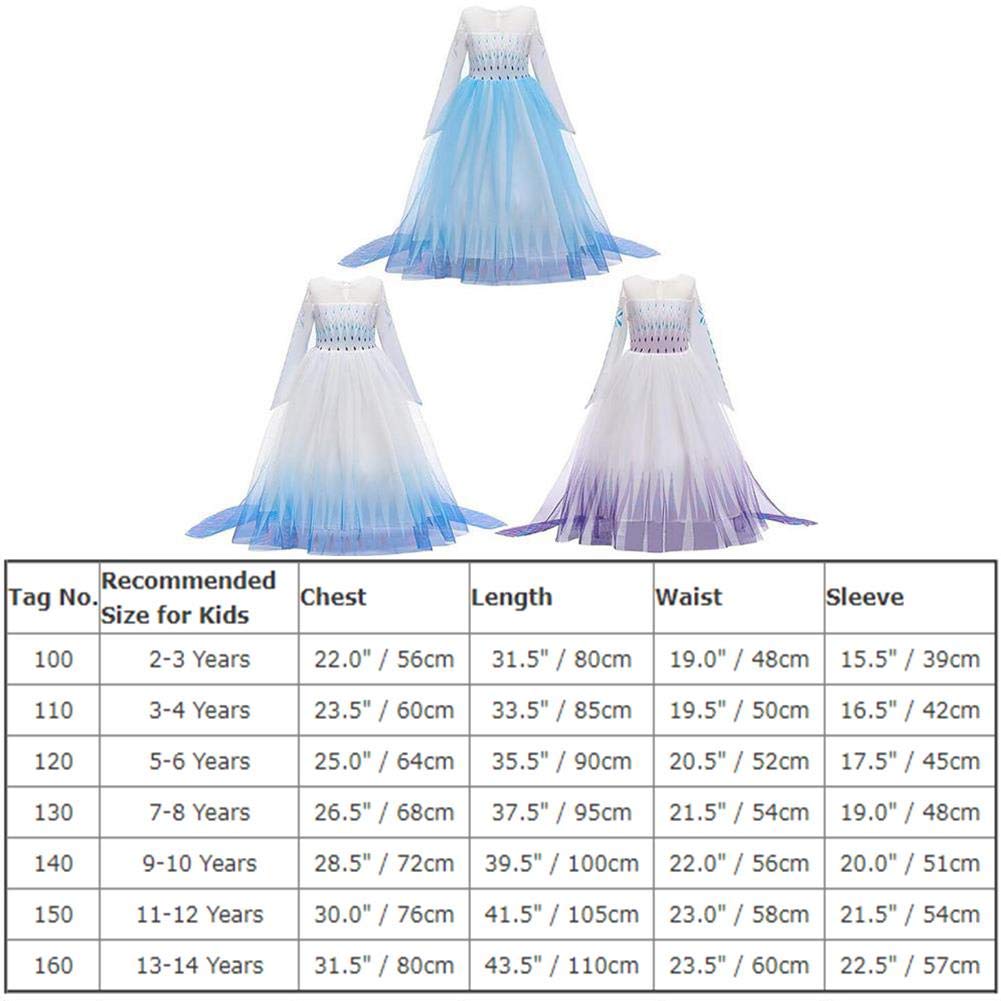 Tag No. Recommended Size for Kids Chest Length Waist Sleeve
100 2-3 Years 22.0" / 56cm 31.5" / 80cm 19.0" / 48cm 15.5" / 39cm
110 3-4 Years 23.5" / 60cm 33.5" / 85cm 19.5" / 50cm 16.5" / 42cm
120 5-6 Years 25.0" / 64cm 35.5" / 90cm 20.5" / 52cm 17.5" / 45cm
130 7-8 Years 26.5" / 68cm 37.5" / 95cm 21.5" / 54cm 19.0" / 48cm
140 9-10 Years 28.5" / 72cm 39.5" / 100cm 22.0" / 56cm 20.0" / 51cm
150 11-12 Years 30.0" / 76cm 41.5" / 105cm 23.0" / 58cm 21.5" / 54cm
160 13-14 Years 31.5" / 80cm 43.5" / 110cm 23.5" / 60cm 22.5" / 57cm